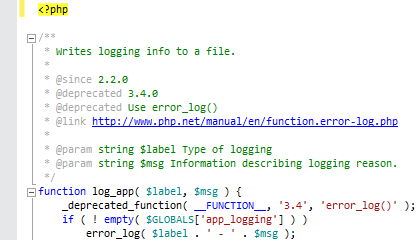 <?php
/**
* Writes logging info to a file.
*
* @since 2.2.0
* @deprecated 3.4.0
* @deprecated Use error_log()
* @link http://www.php.net/manual/en/function.error-log.php
*
* @param string $label Type of logging
* @param string $msg Information describing logging reason.
*/
function log_app( $label, $msg ) {
_deprecated_function( __FUNCTION__, '3.4', 'error_log()' );
if ( ! empty( $GLOBALS['app_logging'] ) )
error_log( $label . ' - ' . $msg );